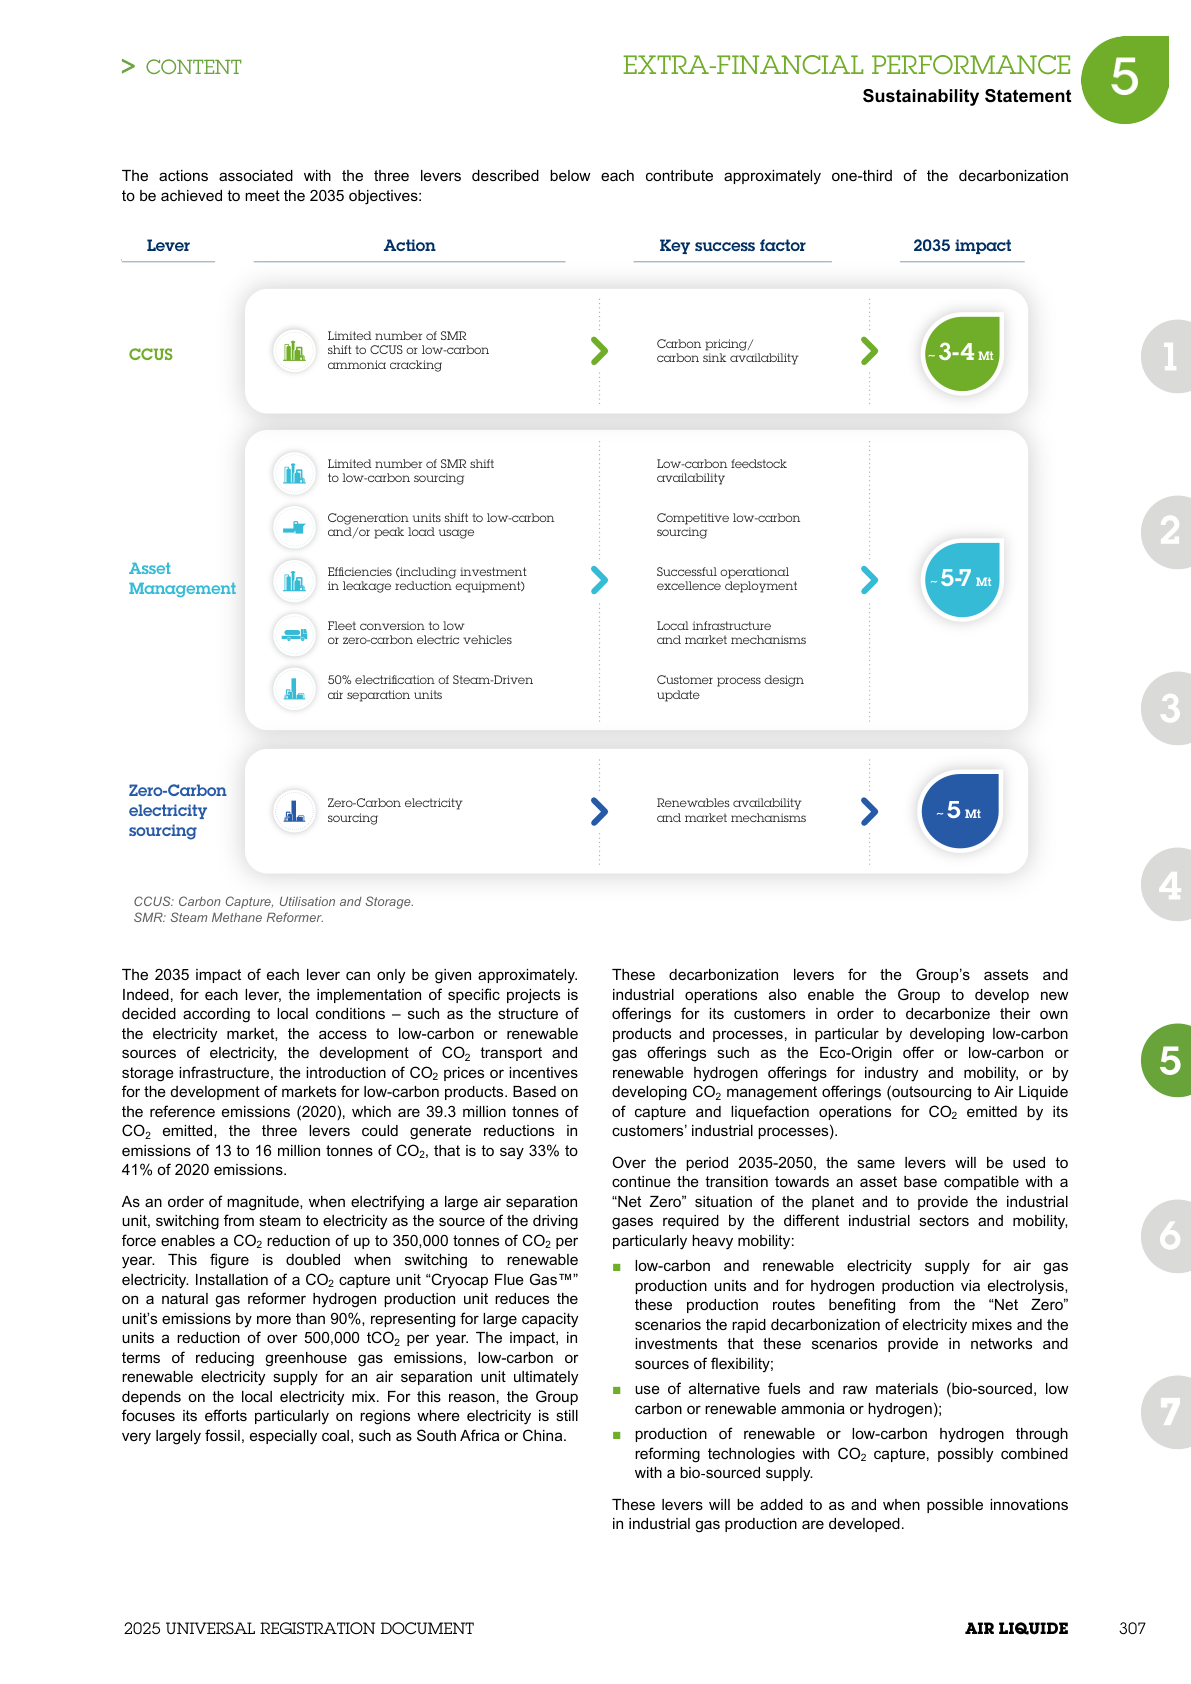 > CONTENT
EXTRA-FINANCIAL PERFORMANCE
Sustainability Statement
5
The actions associated with the three levers described below each contribute approximately one-third of the decarbonization
to be achieved to meet the 2035 objectives:
Lever
Action
Key success factor
2035 impact
CCUS
Limited number of SMR
shift to CCUS or low-carbon
ammonia cracking
Carbon pricing/
carbon sink availability
~ 3-4 Mt
Asset
Management
Limited number of SMR shift
to low-carbon sourcing
Low-carbon feedstock
availability
Cogeneration units shift to low-carbon
and/or peak load usage
Competitive low-carbon
sourcing
Efficiencies (including investment
in leakage reduction equipment)
Successful operational
excellence deployment
Fleet conversion to low
or zero-carbon electric vehicles
Local infrastructure
and market mechanisms
50% electrification of Steam-Driven
air separation units
Customer process design
update
~ 5-7 Mt
Zero-Carbon
electricity
sourcing
Zero-Carbon electricity
sourcing
Renewables availability
and market mechanisms
~ 5 Mt
CCUS: Carbon Capture, Utilisation and Storage.
SMR: Steam Methane Reformer.
The 2035 impact of each lever can only be given approximately.
Indeed, for each lever, the implementation of specific projects is
decided according to local conditions – such as the structure of
the electricity market, the access to low-carbon or renewable
sources of electricity, the development of CO₂ transport and
storage infrastructure, the introduction of CO₂ prices or incentives
for the development of markets for low-carbon products. Based on
the reference emissions (2020), which are 39.3 million tonnes of
CO₂ emitted, the three levers could generate reductions in
emissions of 13 to 16 million tonnes of CO₂, that is to say 33% to
41% of 2020 emissions.
As an order of magnitude, when electrifying a large air separation
unit, switching from steam to electricity as the source of the driving
force enables a CO₂ reduction of up to 350,000 tonnes of CO₂ per
year. This figure is doubled when switching to renewable
electricity. Installation of a CO₂ capture unit “Cryocap Flue Gas™”
on a natural gas reformer hydrogen production unit reduces the
unit’s emissions by more than 90%, representing for large capacity
units a reduction of over 500,000 tCO₂ per year. The impact, in
terms of reducing greenhouse gas emissions, low-carbon or
renewable electricity supply for an air separation unit ultimately
depends on the local electricity mix. For this reason, the Group
focuses its efforts particularly on regions where electricity is still
very largely fossil, especially coal, such as South Africa or China.
These decarbonization levers for the Group’s assets and
industrial operations also enable the Group to develop new
offerings for its customers in order to decarbonize their own
products and processes, in particular by developing low-carbon
gas offerings such as the Eco-Origin offer or low-carbon or
renewable hydrogen offerings for industry and mobility, or by
developing CO₂ management offerings (outsourcing to Air Liquide
of capture and liquefaction operations for CO₂ emitted by its
customers’ industrial processes).
Over the period 2035-2050, the same levers will be used to
continue the transition towards an asset base compatible with a
“Net Zero” situation of the planet and to provide the industrial
gases required by the different industrial sectors and mobility,
particularly heavy mobility:
■ low-carbon and renewable electricity supply for air gas
production units and for hydrogen production via electrolysis,
these production routes benefiting from the “Net Zero”
scenarios the rapid decarbonization of electricity mixes and the
investments that these scenarios provide in networks and
sources of flexibility;
■ use of alternative fuels and raw materials (bio-sourced, low
carbon or renewable ammonia or hydrogen);
■ production of renewable or low-carbon hydrogen through
reforming technologies with CO₂ capture, possibly combined
with a bio-sourced supply.
These levers will be added to as and when possible innovations
in industrial gas production are developed.
1
2
3
4
5
6
7
2025 UNIVERSAL REGISTRATION DOCUMENT
AIR LIQUIDE
307